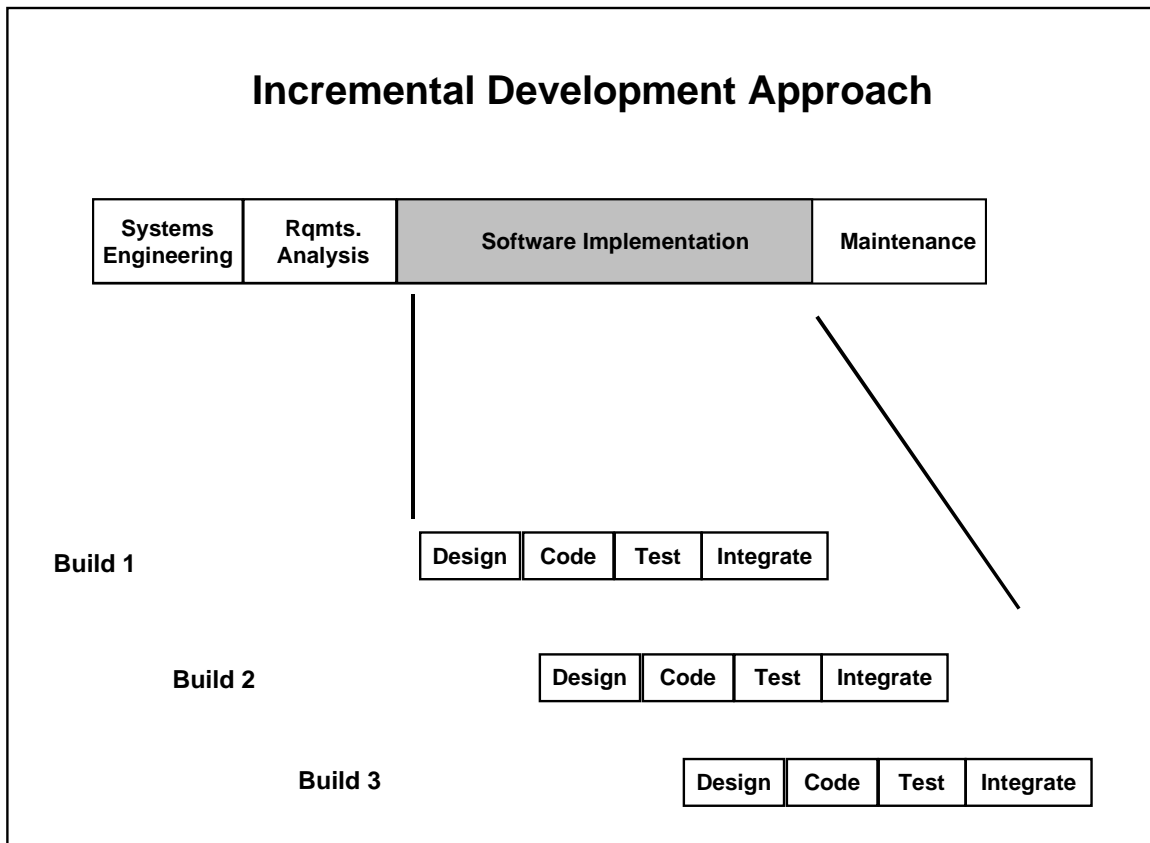 Incremental Development Approach
Systems
Engineering
Rqmts.
Analysis
Software Implementation
Maintenance
Build 1
Design Code Test Integrate
Build 2
Design Code Test Integrate
Build 3
Design Code Test Integrate